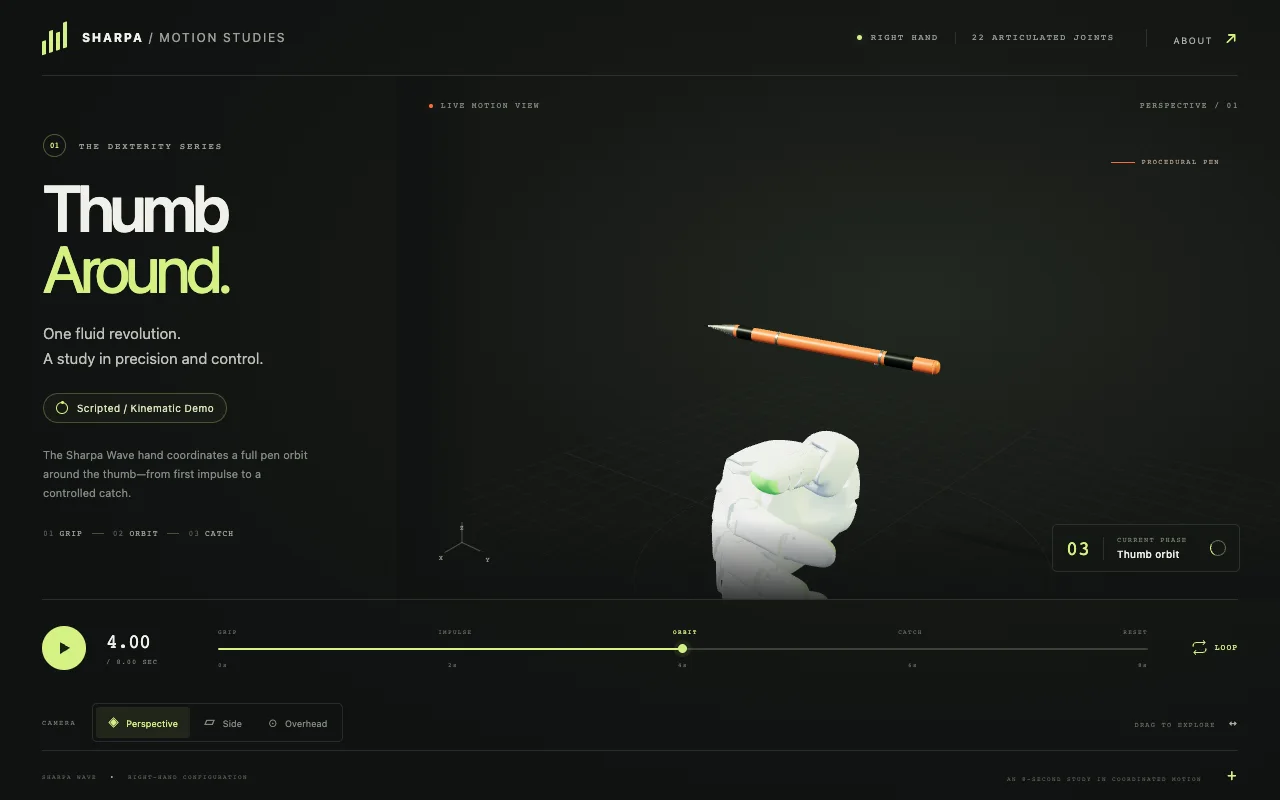 SHARPA / MOTION STUDIES
RIGHT HAND
22 ARTICULATED JOINTS
ABOUT
LIVE MOTION VIEW
PERSPECTIVE / 01
01 THE DEXTERITY SERIES
PROCEDURAL PEN
Thumb
Around.
One fluid revolution.
A study in precision and control.
Scripted / Kinematic Demo
The Sharpa Wave hand coordinates a full pen orbit
around the thumb—from first impulse to a
controlled catch.
01 GRIP — 02 ORBIT — 03 CATCH
Z
X
Y
03
CURRENT PHASE
Thumb orbit
4.00
/ 8.00 SEC
GRIP
IMPULSE
ORBIT
CATCH
RESET
0s
2s
4s
6s
8s
LOOP
CAMERA
Perspective
Side
Overhead
DRAG TO EXPLORE
SHARPA WAVE • RIGHT-HAND CONFIGURATION
AN 8-SECOND STUDY IN COORDINATED MOTION